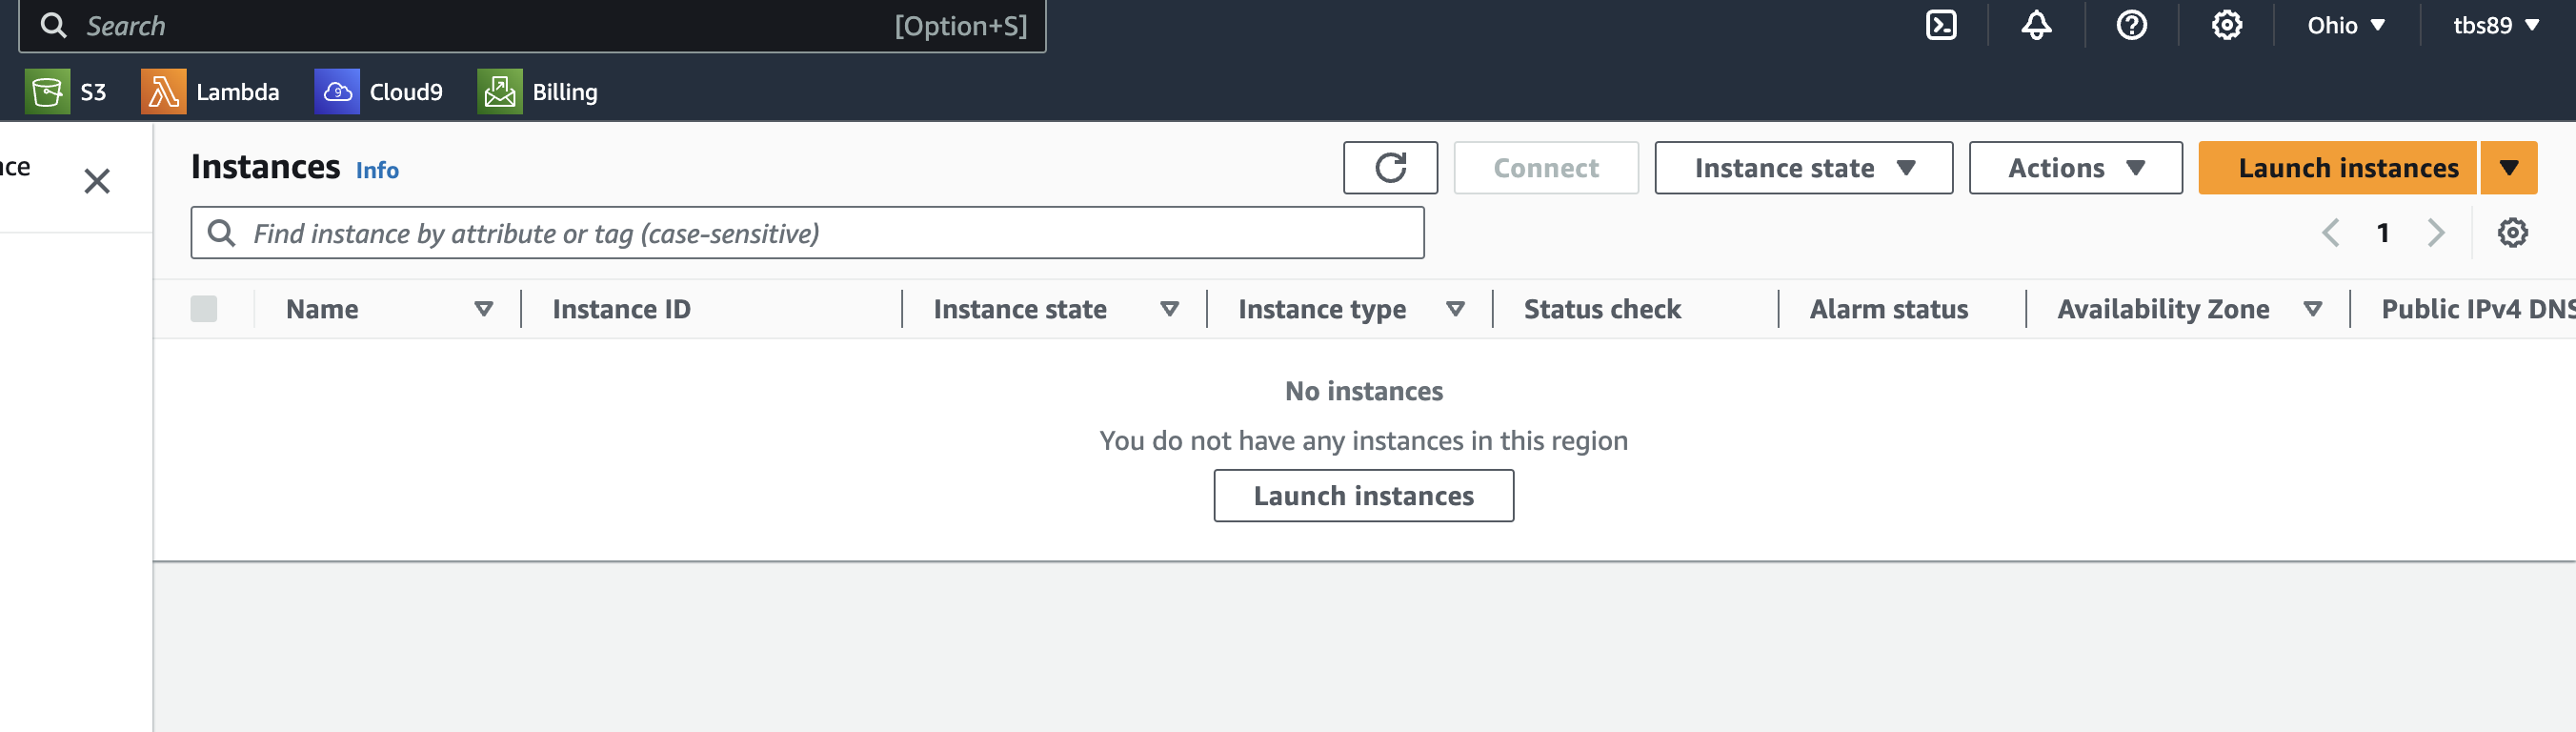 Search [Option+S] Ohio tbs89
S3 Lambda Cloud9 Billing
nce
Instances Info Connect Instance state Actions Launch instances
Find instance by attribute or tag (case-sensitive) 1
Name Instance ID Instance state Instance type Status check Alarm status Availability Zone Public IPv4 DNS
No instances
You do not have any instances in this region
Launch instances